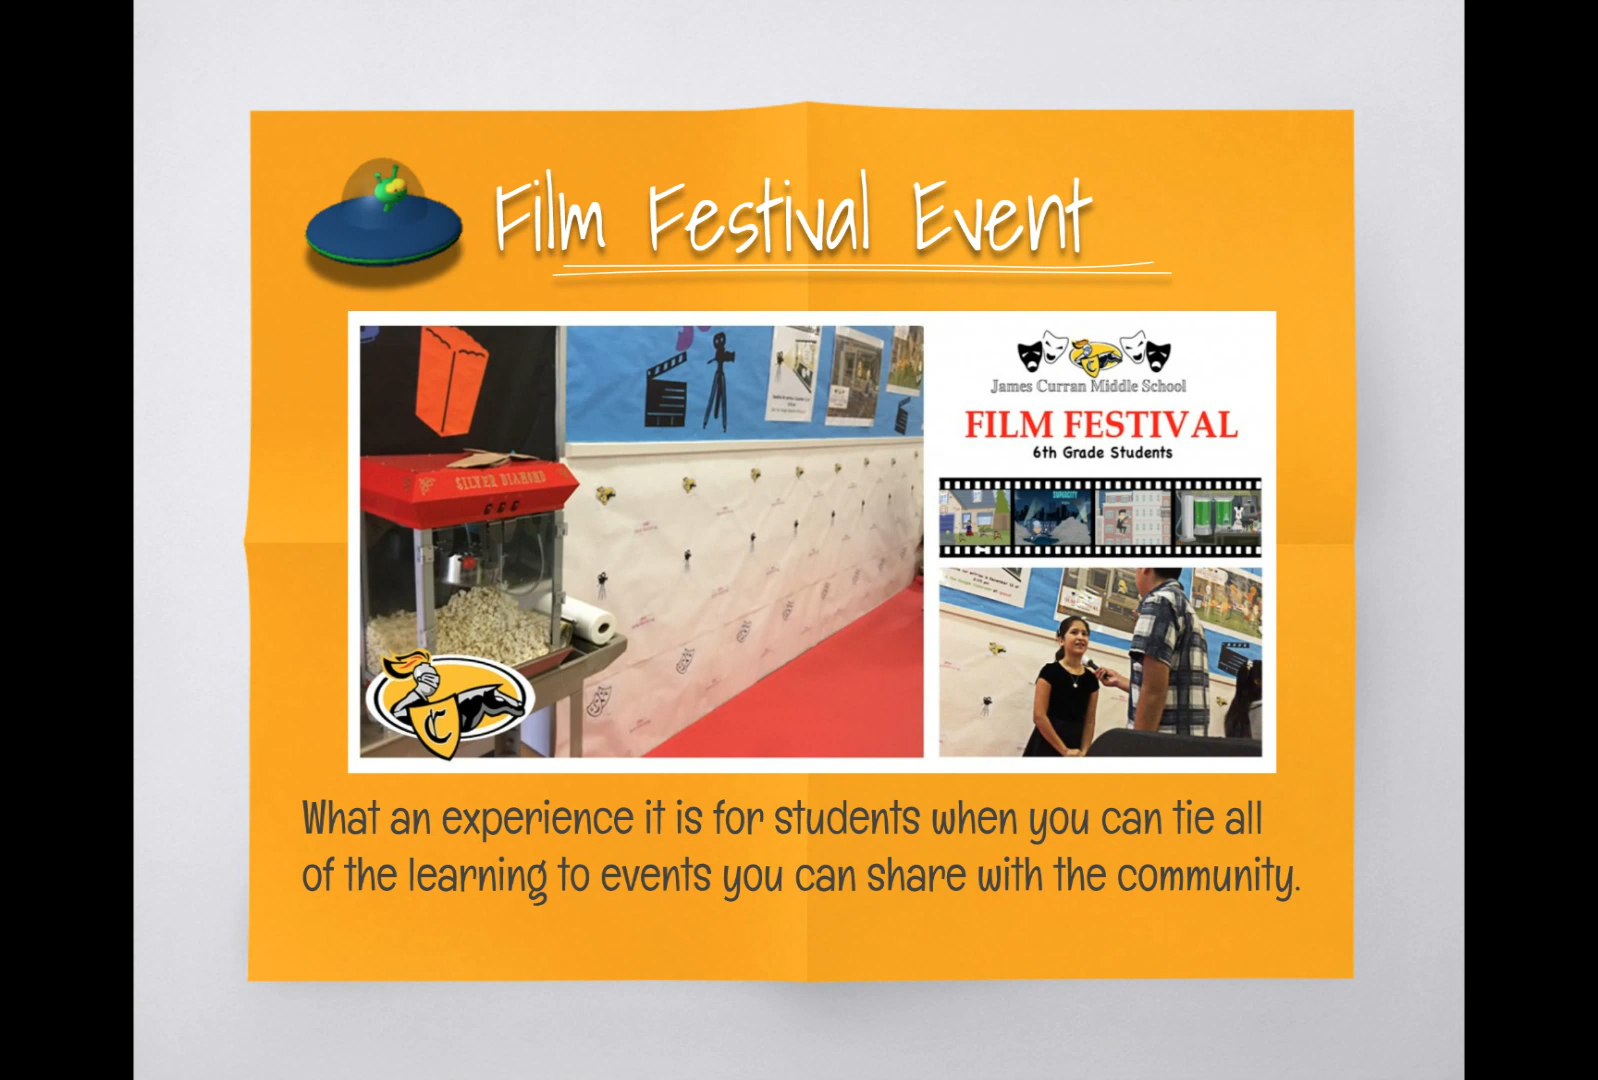 Film Festival Event
SILVER DIAMOND
James Curran Middle School
FILM FESTIVAL
6th Grade Students
SUPERCITY
C
What an experience it is for students when you can tie all
of the learning to events you can share with the community.